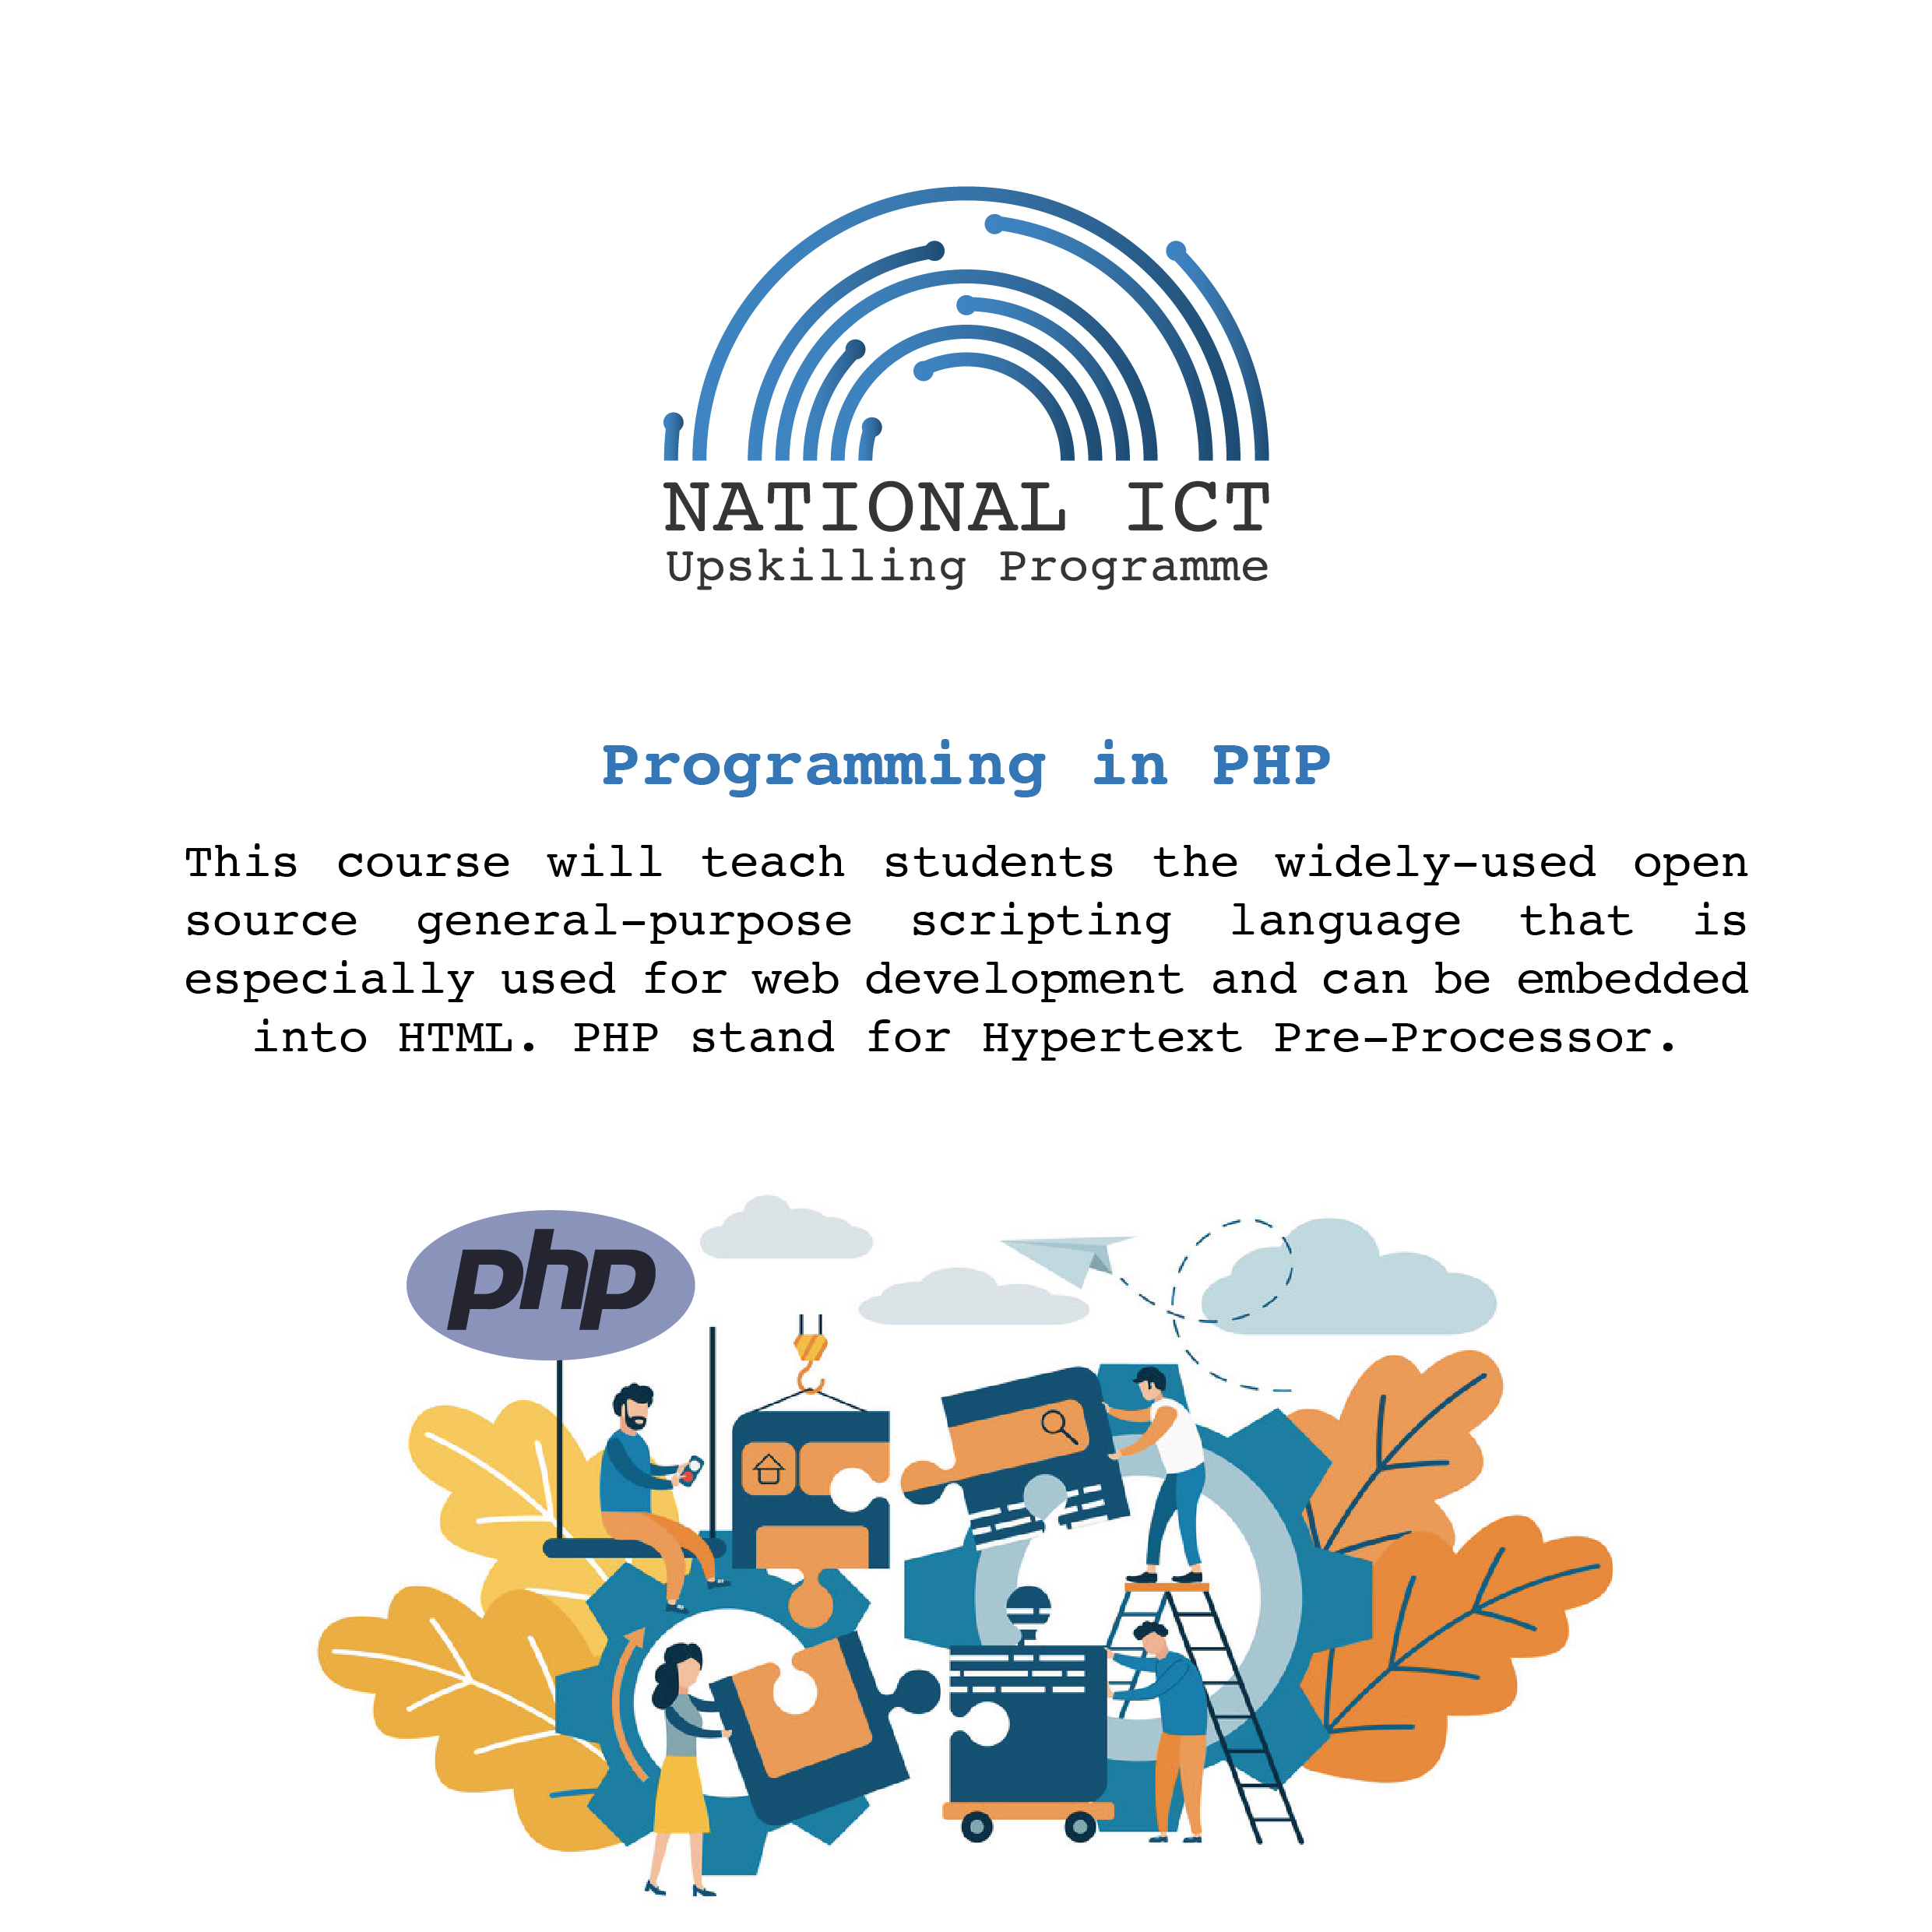 NATIONAL ICT
Upskilling Programme
Programming in PHP
This course will teach students the widely-used open
source general-purpose scripting language that is
especially used for web development and can be embedded
into HTML. PHP stand for Hypertext Pre-Processor.
php